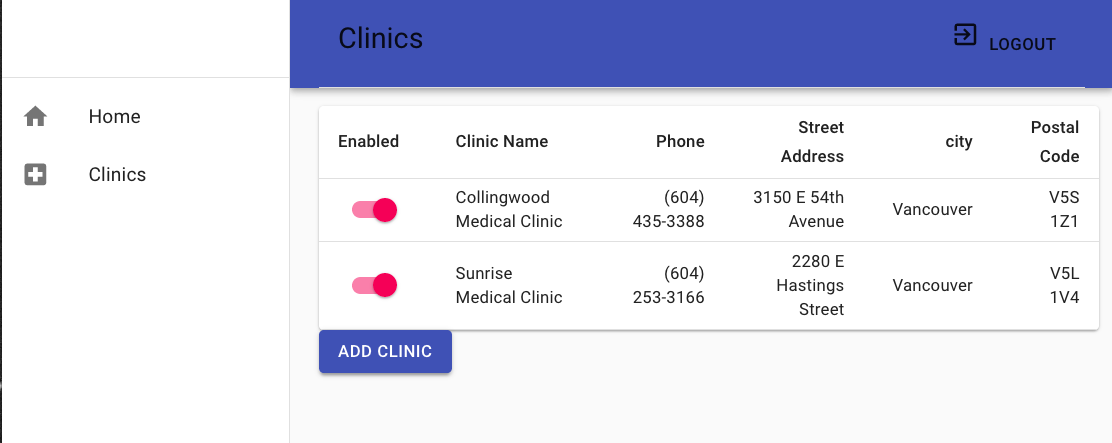 Clinics
LOGOUT
Home
Clinics
Enabled
Clinic Name
Phone
Street
Address
city
Postal
Code
Collingwood
Medical Clinic
(604)
435-3388
3150 E 54th
Avenue
Vancouver
V5S
1Z1
Sunrise
Medical Clinic
(604)
253-3166
2280 E
Hastings
Street
Vancouver
V5L
1V4
ADD CLINIC